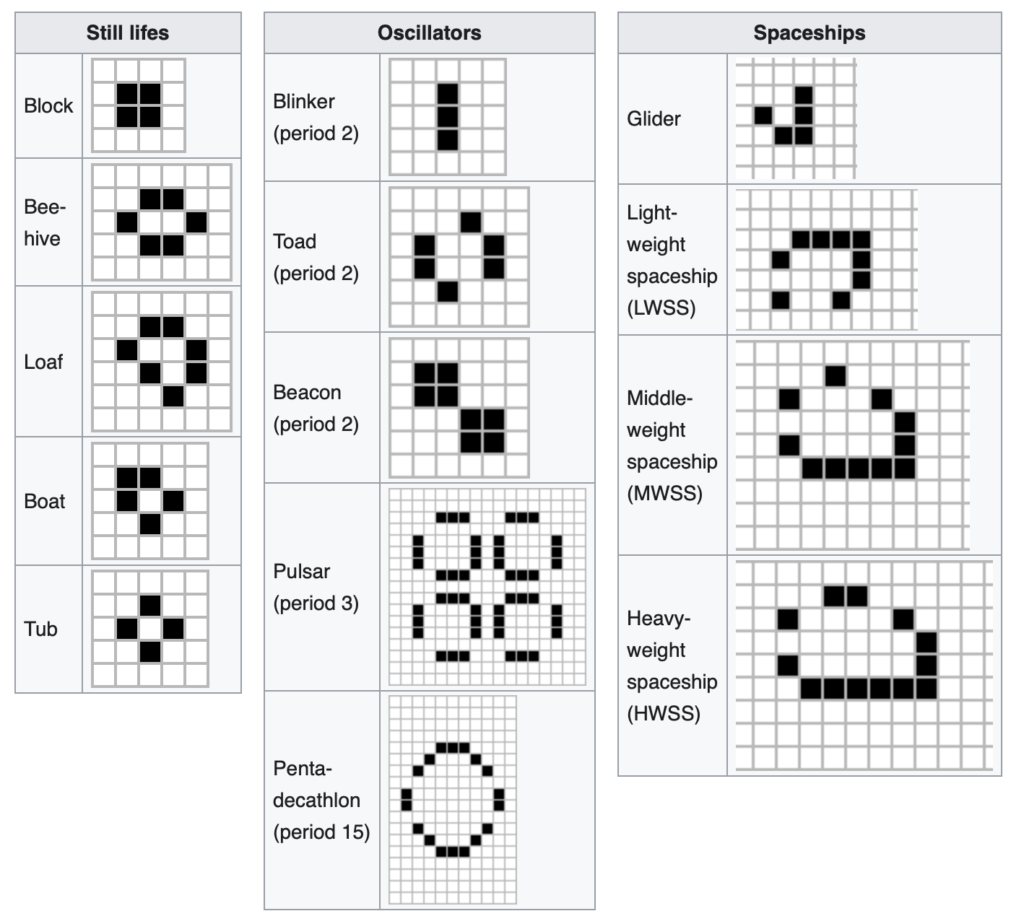 Still lifes
Block
Bee-
hive
Loaf
Boat
Tub
Oscillators
Blinker
(period 2)
Toad
(period 2)
Beacon
(period 2)
Pulsar
(period 3)
Penta-
decathlon
(period 15)
Spaceships
Glider
Light-
weight
spaceship
(LWSS)
Middle-
weight
spaceship
(MWSS)
Heavy-
weight
spaceship
(HWSS)